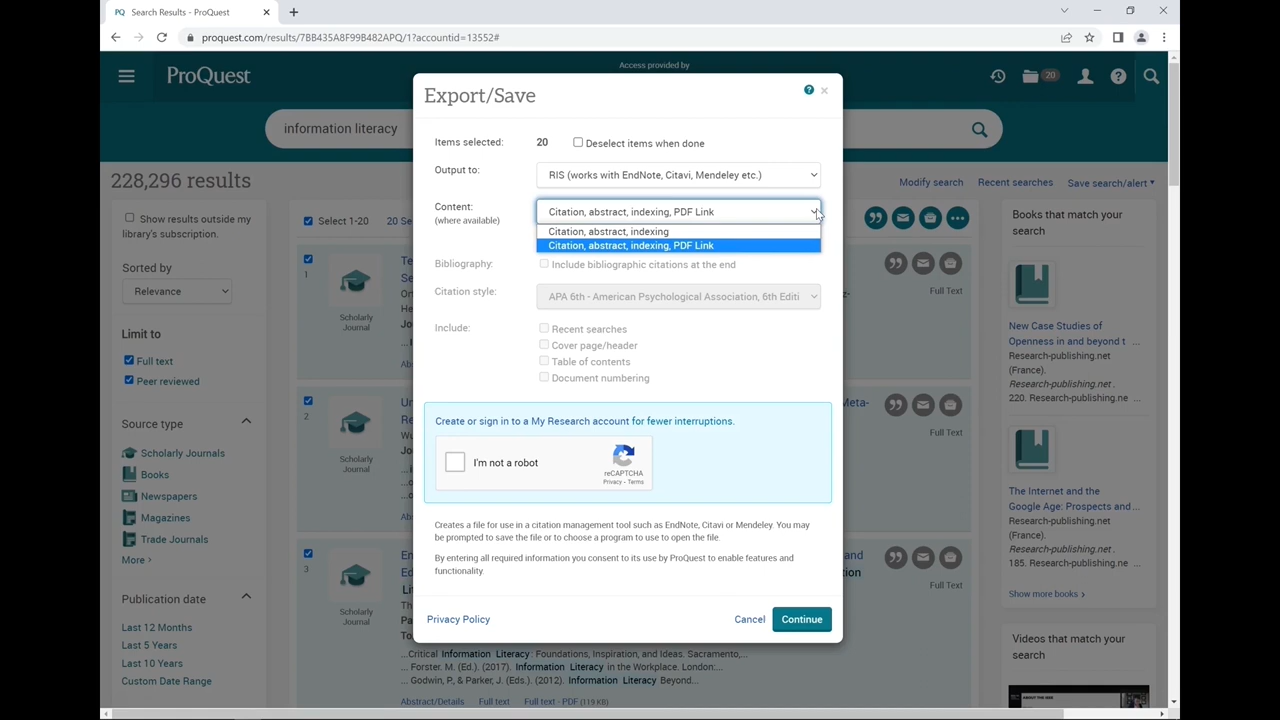 PQ Search Results - ProQuest
proquest.com/results/7BB435A8F99B482APQ/1?accountid=13552#
ProQuest
Access provided by
20
information literacy
228,296 results
Modify search
Recent searches
Save search/alert
Show results outside my
library's subscription.
Select 1-20
Sorted by
Relevance
Limit to
Full text
Peer reviewed
Source type
Scholarly Journals
Books
Newspapers
Magazines
Trade Journals
More >
Publication date
Last 12 Months
Last 5 Years
Last 10 Years
Custom Date Range
1
Scholarly
Journal
Full Text
2
Scholarly
Journal
Meta-
Full Text
3
Scholarly
Journal
and
Full Text
Export/Save
Items selected:
20
Deselect items when done
Output to:
RIS (works with EndNote, Citavi, Mendeley etc.)
Content:
(where available)
Citation, abstract, indexing, PDF Link
Citation, abstract, indexing
Citation, abstract, indexing, PDF Link
Bibliography:
Include bibliographic citations at the end
Citation style:
APA 6th - American Psychological Association, 6th Editi
Include:
Recent searches
Cover page/header
Table of contents
Document numbering
Create or sign in to a My Research account for fewer interruptions.
I'm not a robot
reCAPTCHA
Privacy - Terms
Creates a file for use in a citation management tool such as EndNote, Citavi or Mendeley. You may
be prompted to save the file or to choose a program to use to open the file.
By entering all required information you consent to its use by ProQuest to enable features and
functionality.
Privacy Policy
Cancel
Continue
...Critical Information Literacy: Foundations, Inspiration, and Ideas. Sacramento,...
... Forster. M. (Ed.). (2017). Information Literacy in the Workplace. London:...
... Godwin, P., & Parker, J. (Eds.). (2012). Information Literacy Beyond...
Abstract/Details
Full text
Full text - PDF (119 KB)
Books that match your
search
New Case Studies of
Openness in and beyond t ...
Research-publishing.net
(France).
Research-publishing.net .
220. Research-publishing.ne ...
The Internet and the
Google Age: Prospects and ...
Research-publishing.net
(France).
Research-publishing.net .
185. Research-publishing.ne ...
Show more books >
Videos that match your
search